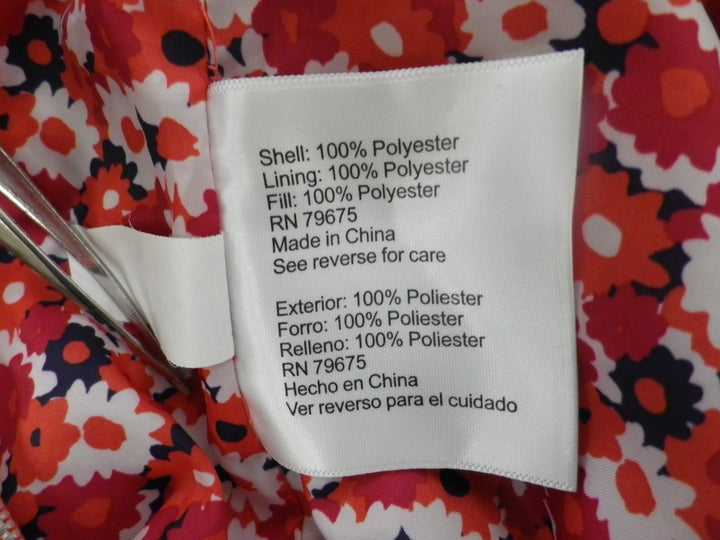 Shell: 100% Polyester
Lining: 100% Polyester
Fill: 100% Polyester
RN 79675
Made in China
See reverse for care
Exterior: 100% Poliester
Forro: 100% Poliester
Relleno: 100% Poliester
RN 79675
Hecho en China
Ver reverso para el cuidado